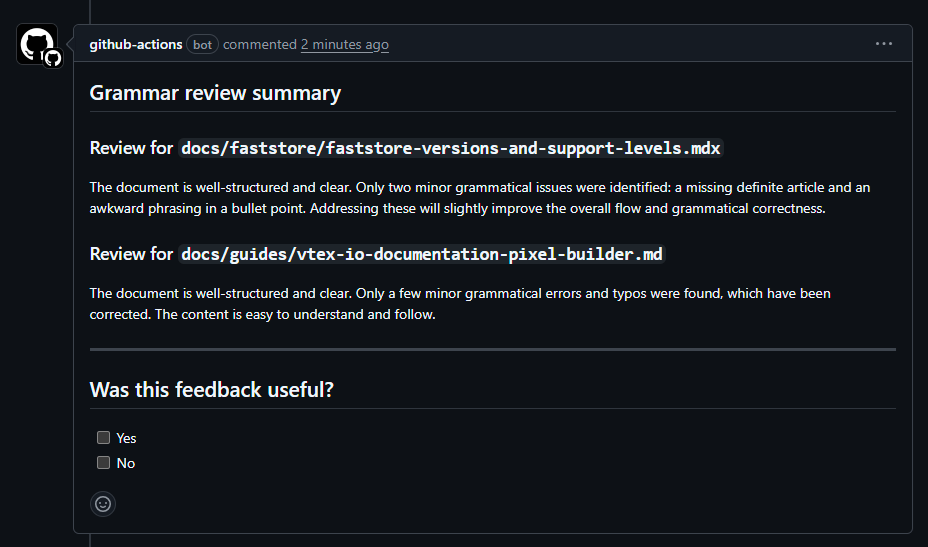 github-actions bot commented 2 minutes ago
Grammar review summary
Review for docs/faststore/faststore-versions-and-support-levels.mdx
The document is well-structured and clear. Only two minor grammatical issues were identified: a missing definite article and an
awkward phrasing in a bullet point. Addressing these will slightly improve the overall flow and grammatical correctness.
Review for docs/guides/vtex-io-documentation-pixel-builder.md
The document is well-structured and clear. Only a few minor grammatical errors and typos were found, which have been
corrected. The content is easy to understand and follow.
Was this feedback useful?
Yes
No